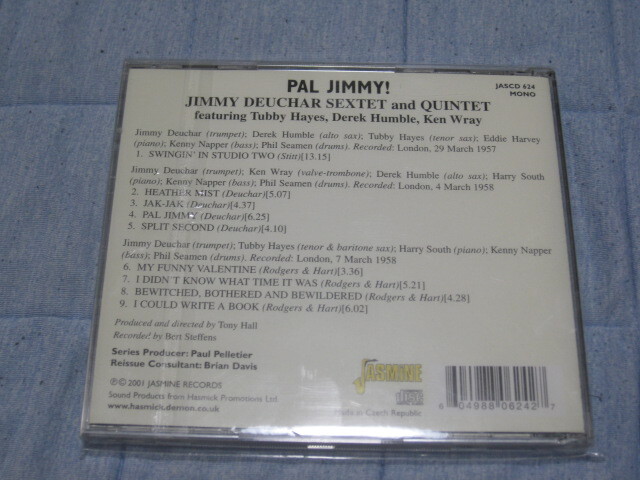 PAL JIMMY!
JASCD 624
MONO
JIMMY DEUCHAR SEXTET and QUINTET
featuring Tubby Hayes, Derek Humble, Ken Wray
Jimmy Deuchar (trumpet); Derek Humble (alto sax); Tubby Hayes (tenor sax); Eddie Harvey
(piano); Kenny Napper (bass); Phil Seamen (drums). Recorded: London, 29 March 1957
1. SWINGIN' IN STUDIO TWO (Stitt)[13.15]
Jimmy Deuchar (trumpet); Ken Wray (valve-trombone); Derek Humble (alto sax); Harry South
(piano); Kenny Napper (bass); Phil Seamen (drums). Recorded: London, 4 March 1958
2. HEATHER MIST (Deuchar)[5.07]
3. JAK-JAK (Deuchar)[4.37]
4. PAL JIMMY (Deuchar)[6.25]
5. SPLIT SECOND (Deuchar)[4.10]
Jimmy Deuchar (trumpet); Tubby Hayes (tenor & baritone sax); Harry South (piano); Kenny Napper
(bass); Phil Seamen (drums). Recorded: London, 7 March 1958
6. MY FUNNY VALENTINE (Rodgers & Hart)[3.36]
7. I DIDN'T KNOW WHAT TIME IT WAS (Rodgers & Hart)[5.21]
8. BEWITCHED, BOTHERED AND BEWILDERED (Rodgers & Hart)[4.28]
9. I COULD WRITE A BOOK (Rodgers & Hart)[6.02]
Produced and directed by Tony Hall
Recorded by Bert Steffens
Series Producer: Paul Pelletier
Reissue Consultant: Brian Davis
℗©2001 JASMINE RECORDS
Sound Products from Hasmick Promotions Ltd.
www.hasmick.demon.co.uk
JASMINE
Made in Czech Republic
6 04988 06242 7